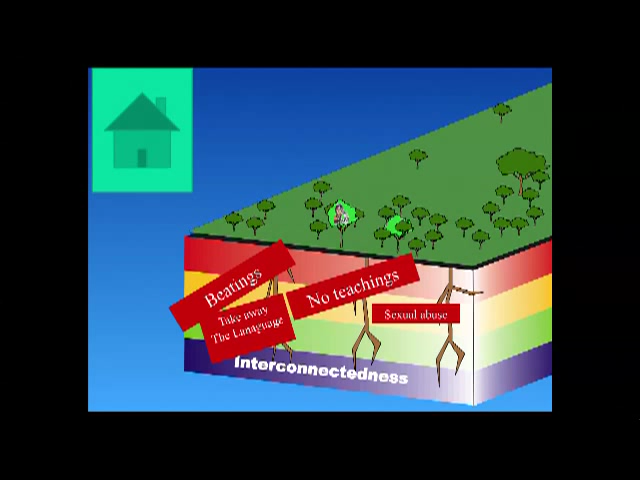 Beatings
Take away
The Language
No teachings
Sexual abuse
Interconnectedness